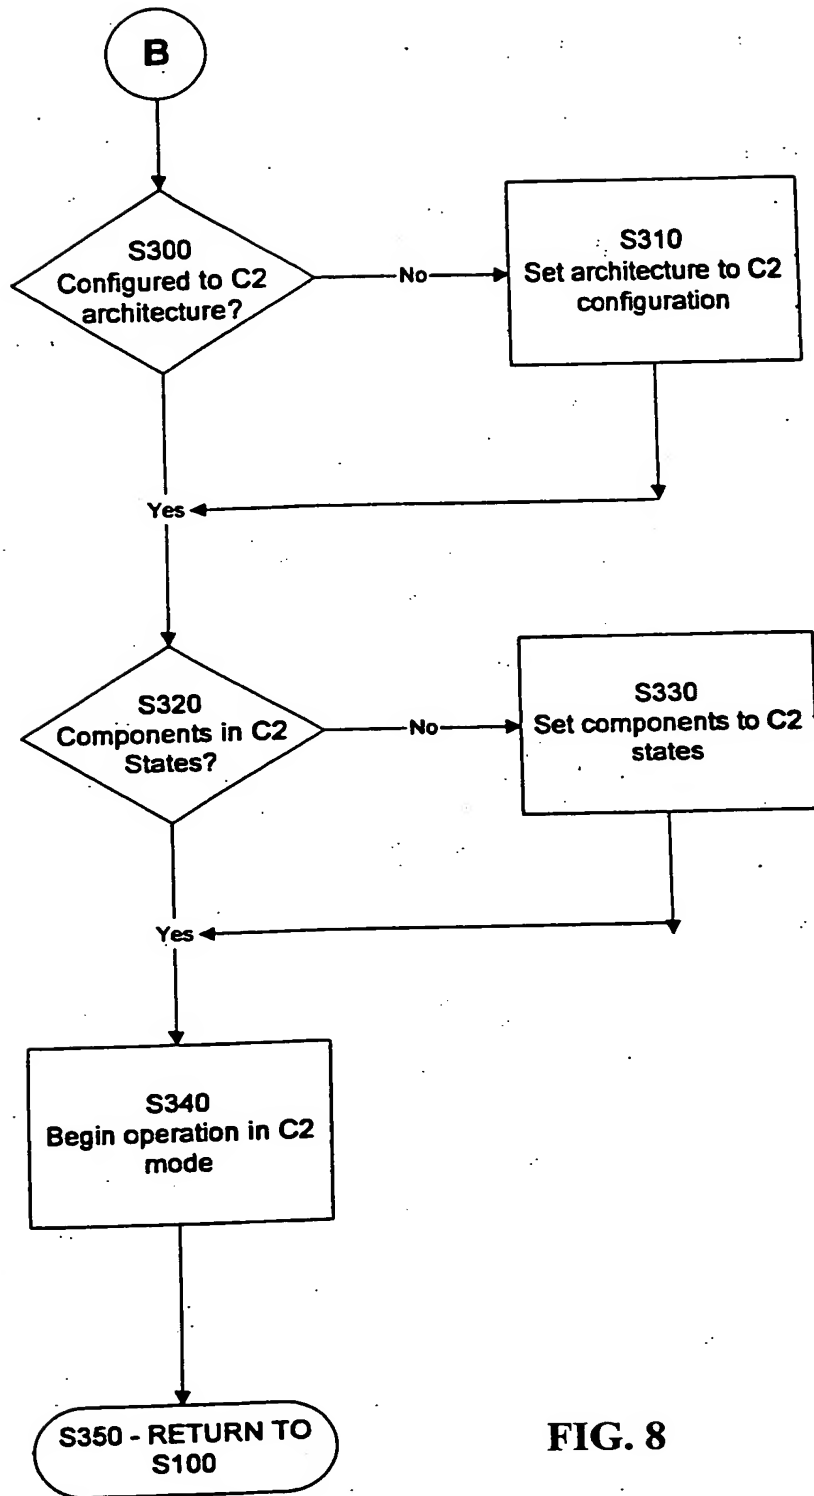 B
S300
Configured to C2
architecture?
No
S310
Set architecture to C2
configuration
Yes
S320
Components in C2
States?
No
S330
Set components to C2
states
Yes
S340
Begin operation in C2
mode
S350 - RETURN TO
S100
FIG. 8